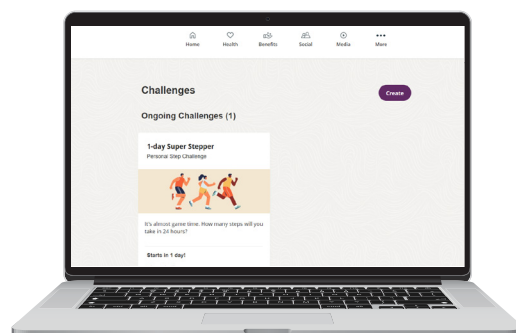 Home Health Benefits Social Media More
Challenges
Create
Ongoing Challenges (1)
1-day Super Stepper
Personal Step Challenge
It's almost game time. How many steps will you
take in 24 hours?
Starts in 1 day!